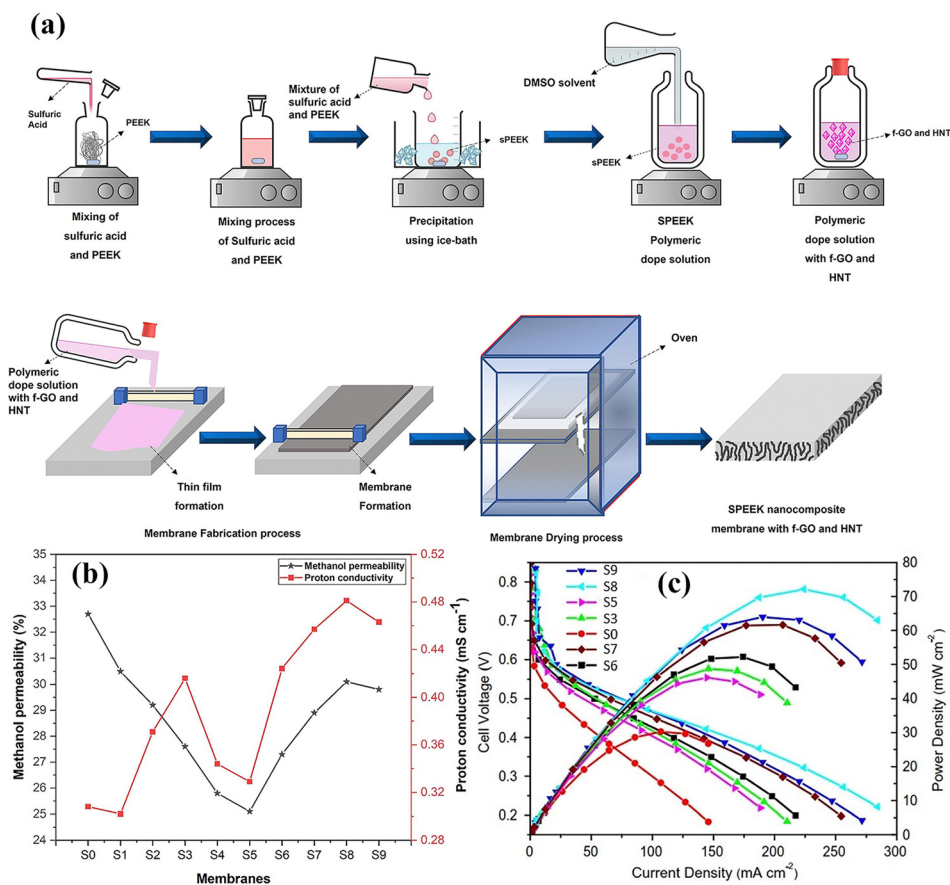 (a)
Sulfuric
Acid
PEEK
Mixing of
sulfuric acid
and PEEK
Mixing process
of Sulfuric acid
and PEEK
Mixture of
sulfuric acid
and PEEK
sPEEK
Precipitation
using ice-bath
DMSO solvent
sPEEK
SPEEK
Polymeric
dope solution
f-GO and HNT
Polymeric
dope solution
with f-GO and
HNT
Polymeric
dope solution
with f-GO and
HNT
Thin film
formation
Membrane
Formation
Membrane Fabrication process
Oven
Membrane Drying process
SPEEK nanocomposite
membrane with f-GO and HNT
(b)
Methanol permeability
Proton conductivity
Methanol permeability (%)
35
34
33
32
31
30
29
28
27
26
25
24
Proton conductivity (mS cm-1)
0.52
0.48
0.44
0.40
0.36
0.32
0.28
S0 S1 S2 S3 S4 S5 S6 S7 S8 S9
Membranes
(c)
S9
S8
S5
S3
S0
S7
S6
Cell Voltage (V)
0.8
0.7
0.6
0.5
0.4
0.3
0.2
Power Density (mW cm-2)
80
70
60
50
40
30
20
10
0
0 50 100 150 200 250 300
Current Density (mA cm-2)